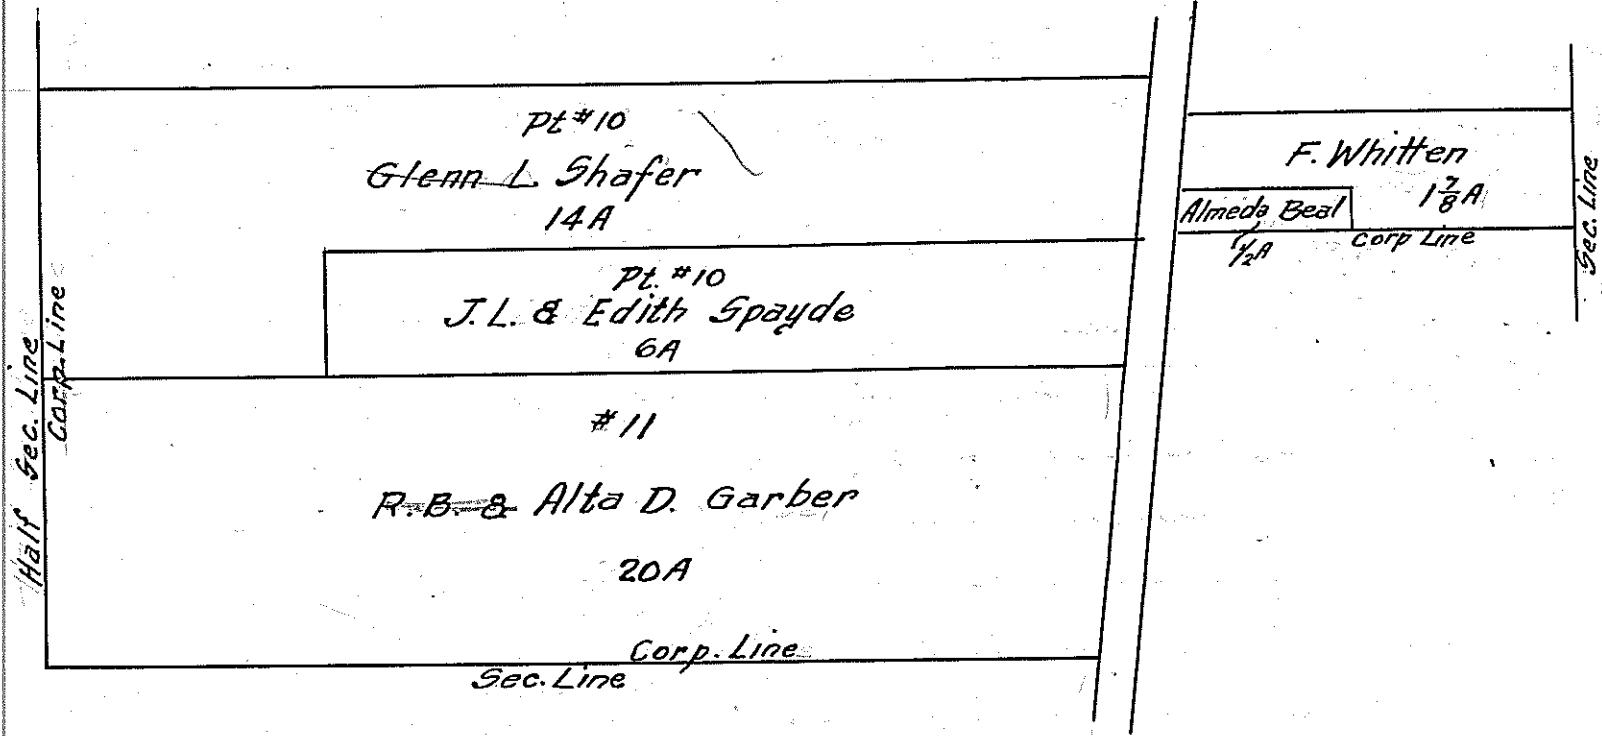 Pt #10
Glenn L Shafer
14A
Pt. #10
J.L. & Edith Spayde
6A
#11
R.B. & Alta D. Garber
20A
Corp. Line
Sec. Line
Half Sec. Line
Corp. Line
F. Whitten
1 7/8 A
Almeda Beal
1/2A
Corp Line
Sec. Line